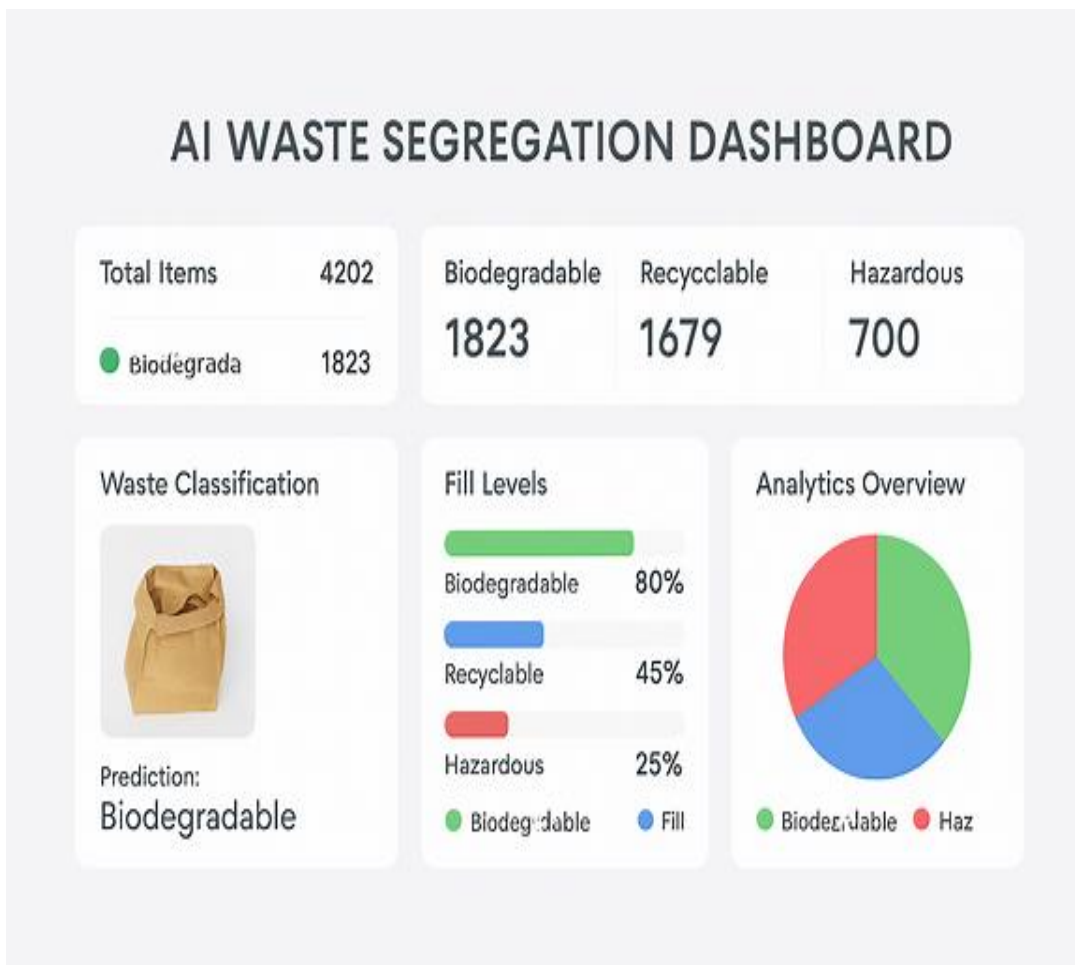 AI WASTE SEGREGATION DASHBOARD
Total Items 4202
Biodegrada 1823
Biodegradable Recycclable Hazardous
1823 1679 700
Waste Classification
Prediction:
Biodegradable
Fill Levels
Biodegradable 80%
Recyclable 45%
Hazardous 25%
Fill
Analytics Overview
Haz